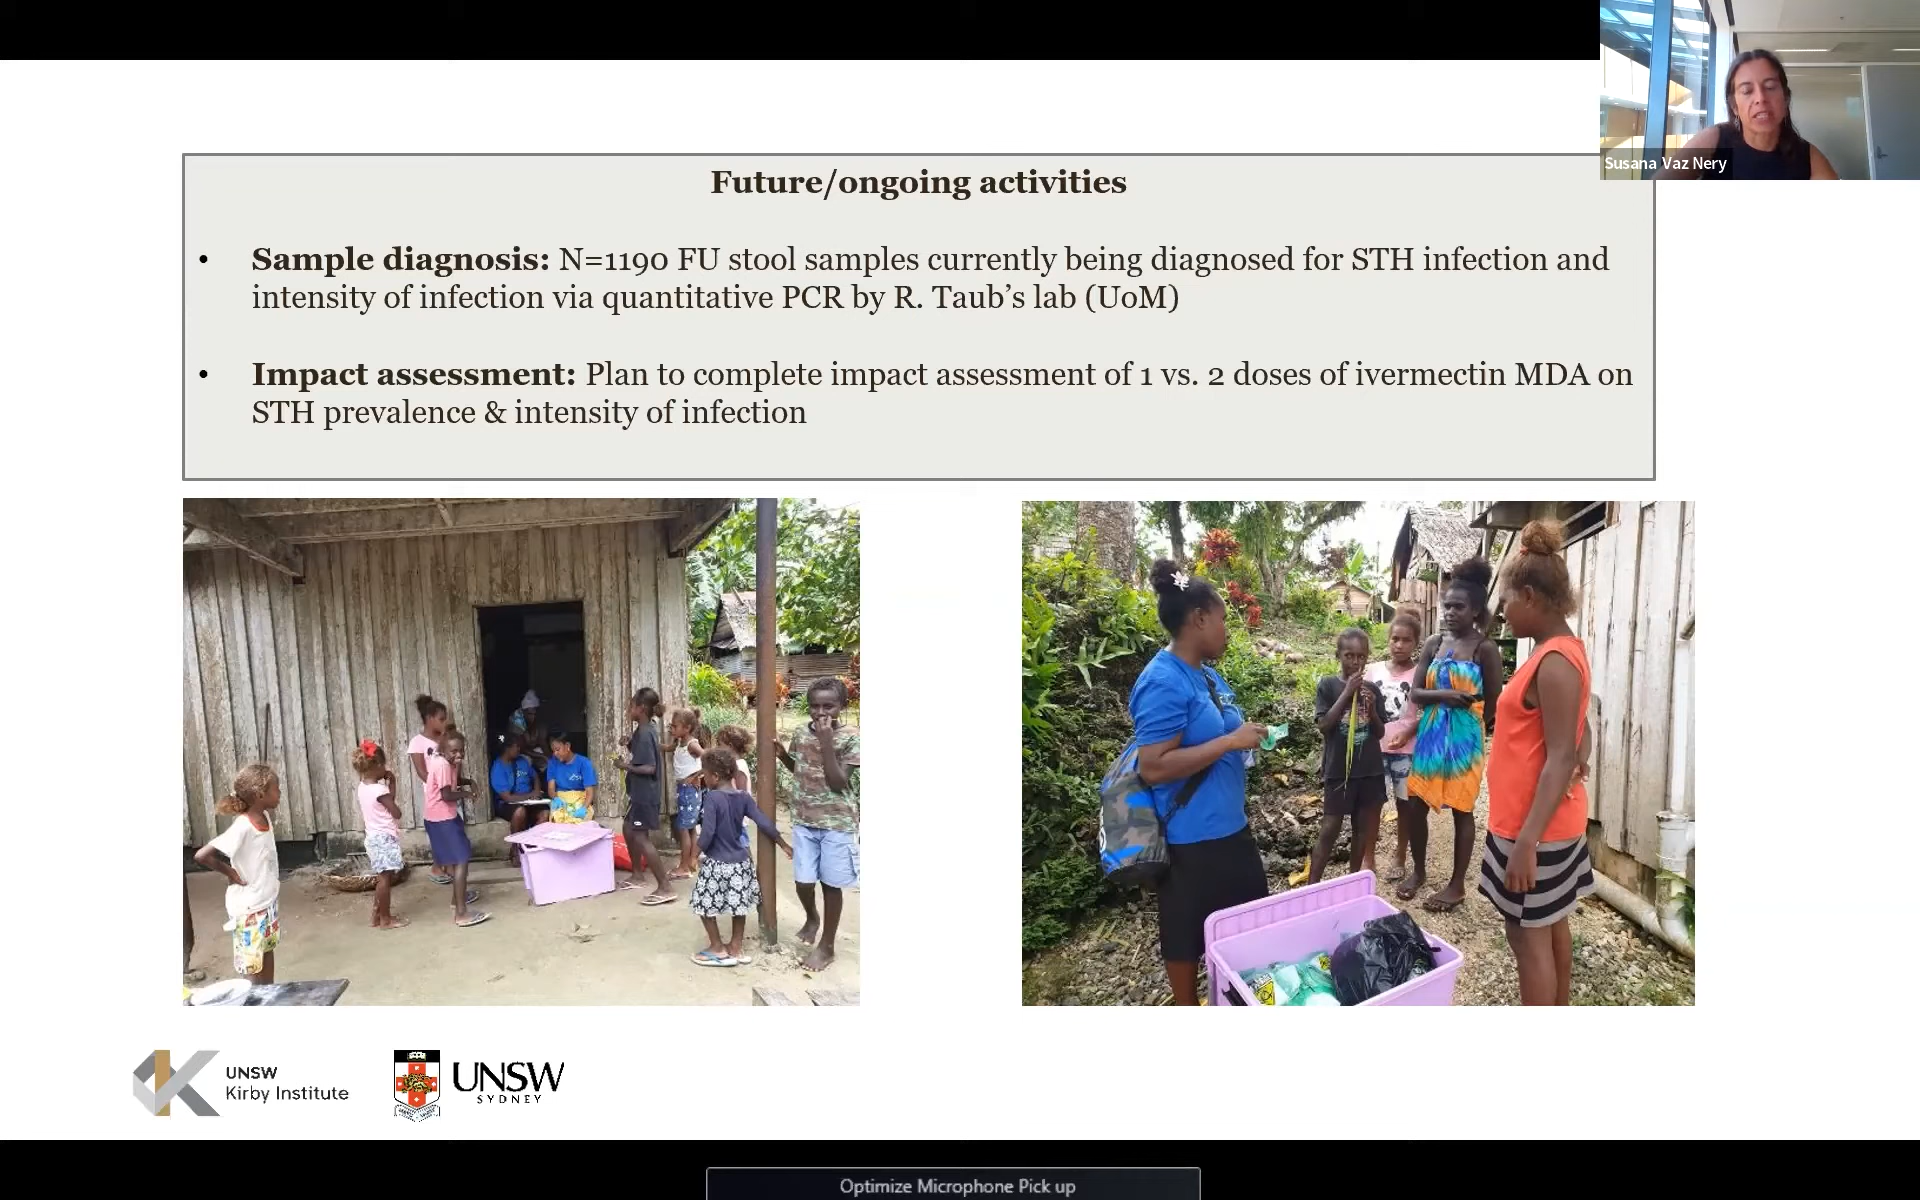 Susana Vaz Nery
Future/ongoing activities
• Sample diagnosis: N=1190 FU stool samples currently being diagnosed for STH infection and
intensity of infection via quantitative PCR by R. Taub’s lab (UoM)
• Impact assessment: Plan to complete impact assessment of 1 vs. 2 doses of ivermectin MDA on
STH prevalence & intensity of infection
UNSW
Kirby Institute
UNSW
SYDNEY
Optimize Microphone Pick up